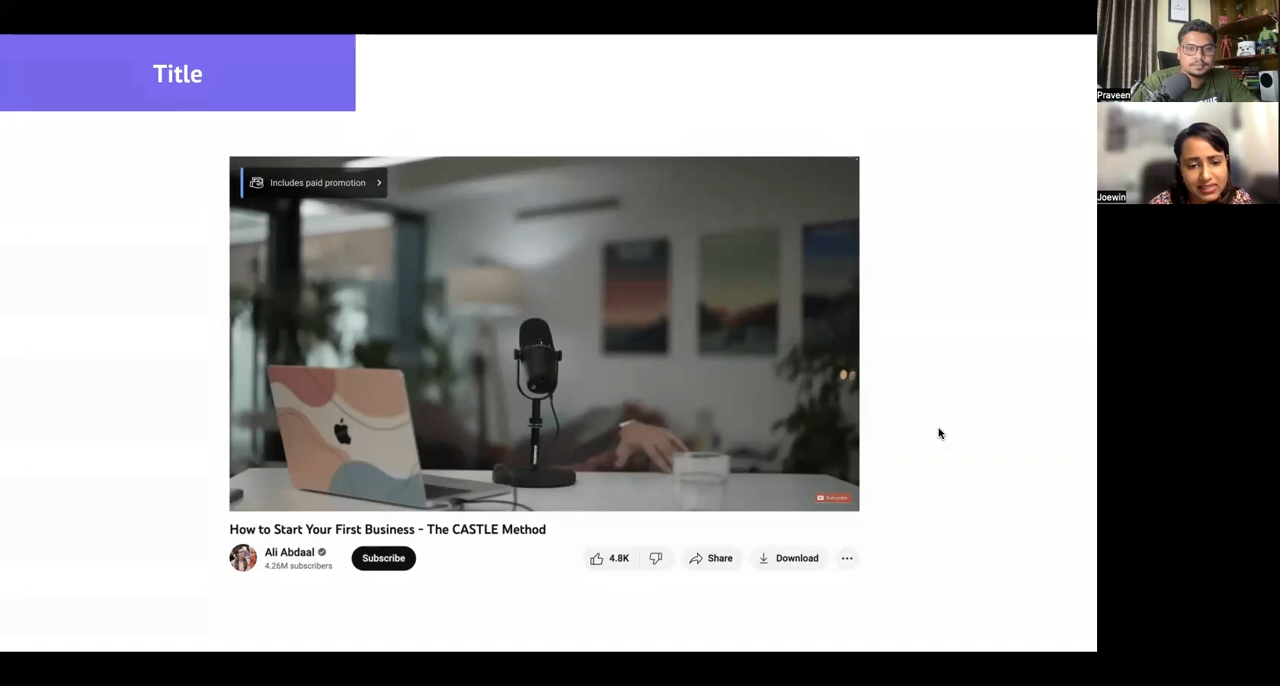 Title
Praveen
Joewin
Includes paid promotion
Subscribe
How to Start Your First Business - The CASTLE Method
Ali Abdaal
4.26M subscribers
Subscribe
4.8K
Share
Download